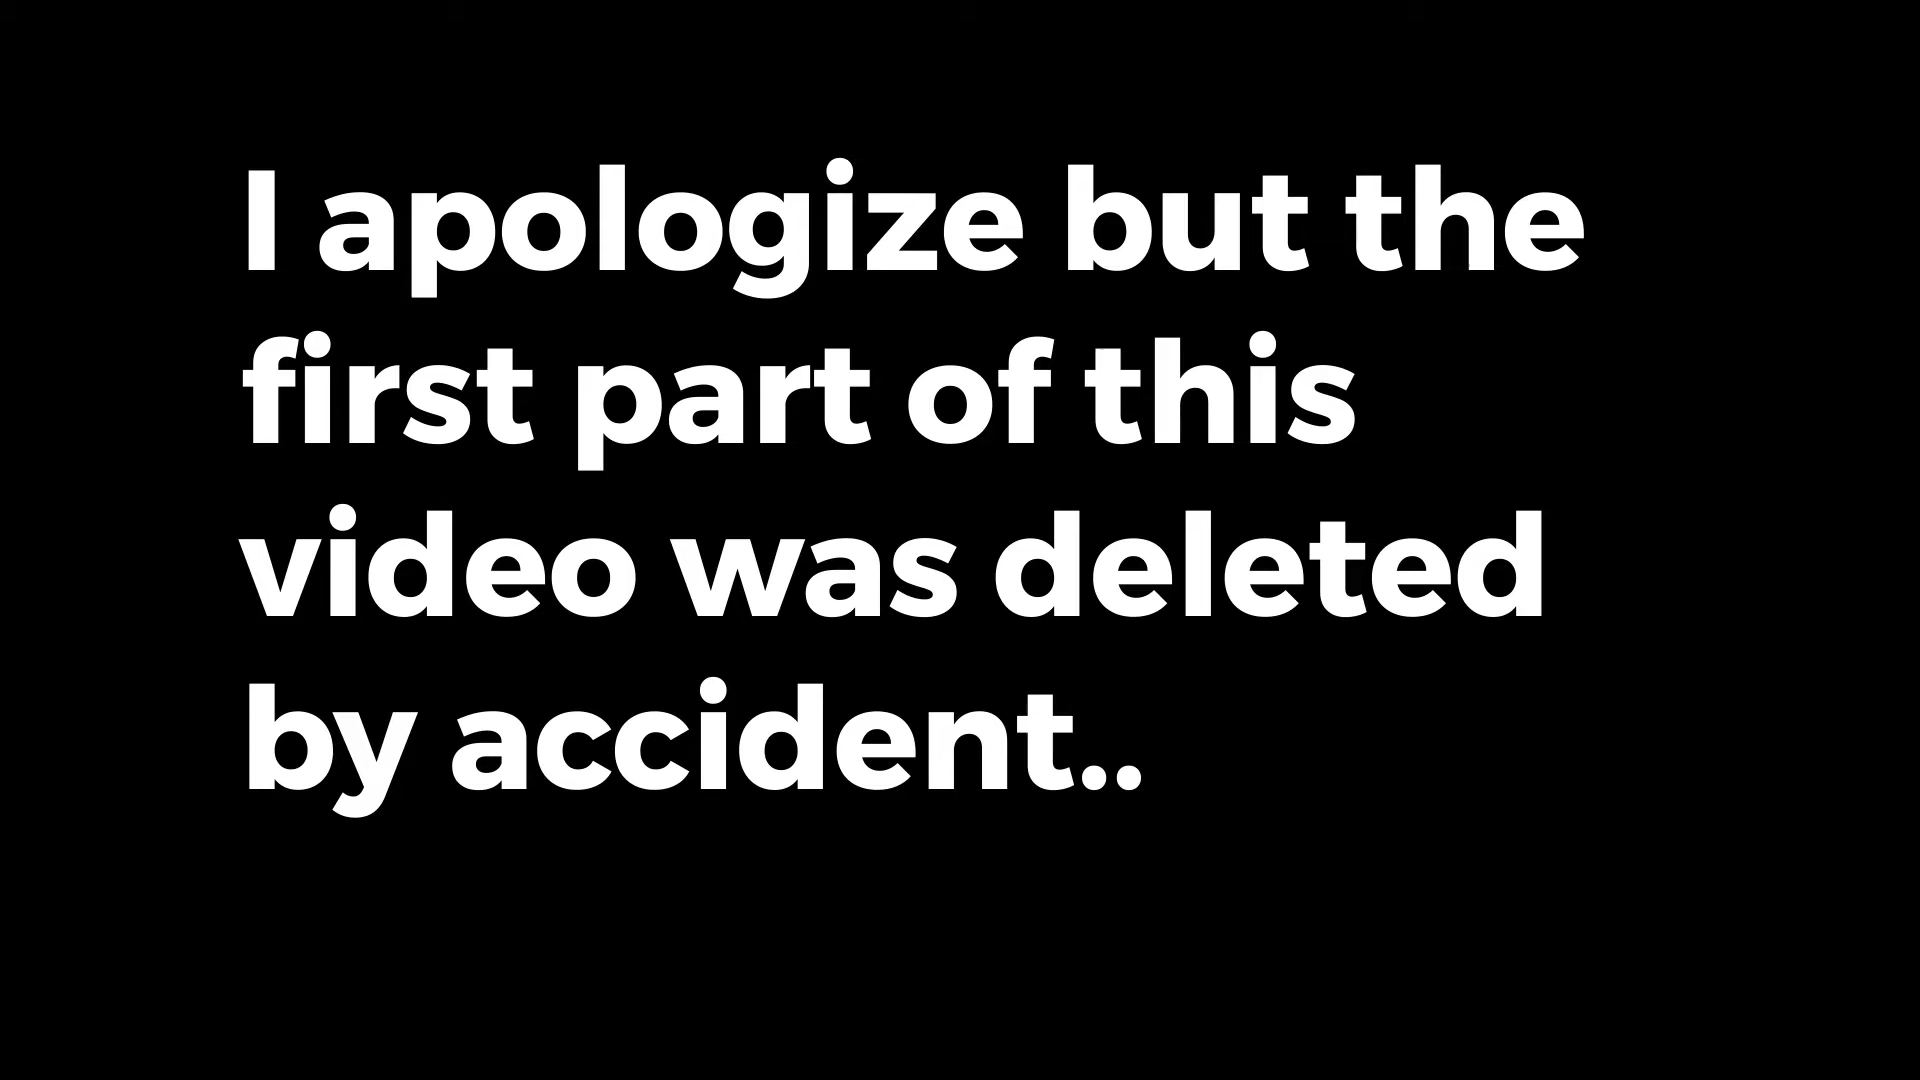 I apologize but the
first part of this
video was deleted
by accident..